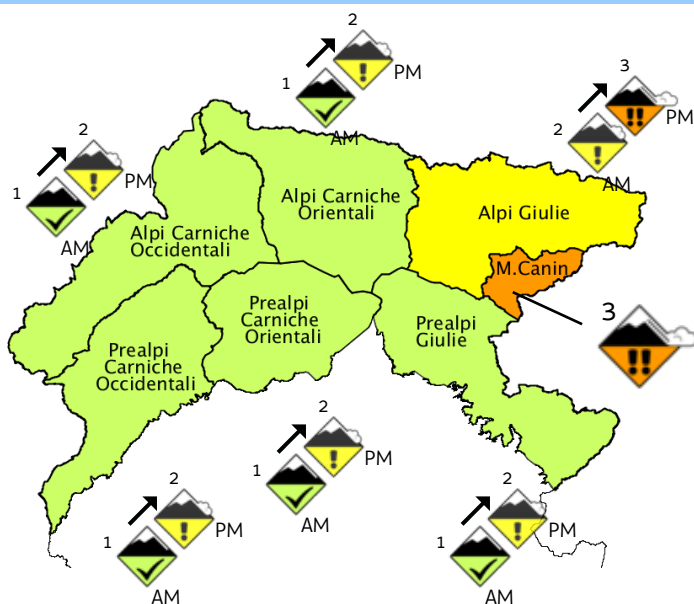 2
1
PM
AM
3
2
PM
AM
2
1
PM
AM
Alpi Carniche
Orientali
Alpi Giulie
Alpi Carniche
Occidentali
M.Canin
3
Prealpi
Carniche
Orientali
Prealpi
Giulie
Prealpi
Carniche
Occidentali
2
1
PM
AM
2
1
PM
AM
2
1
PM
AM